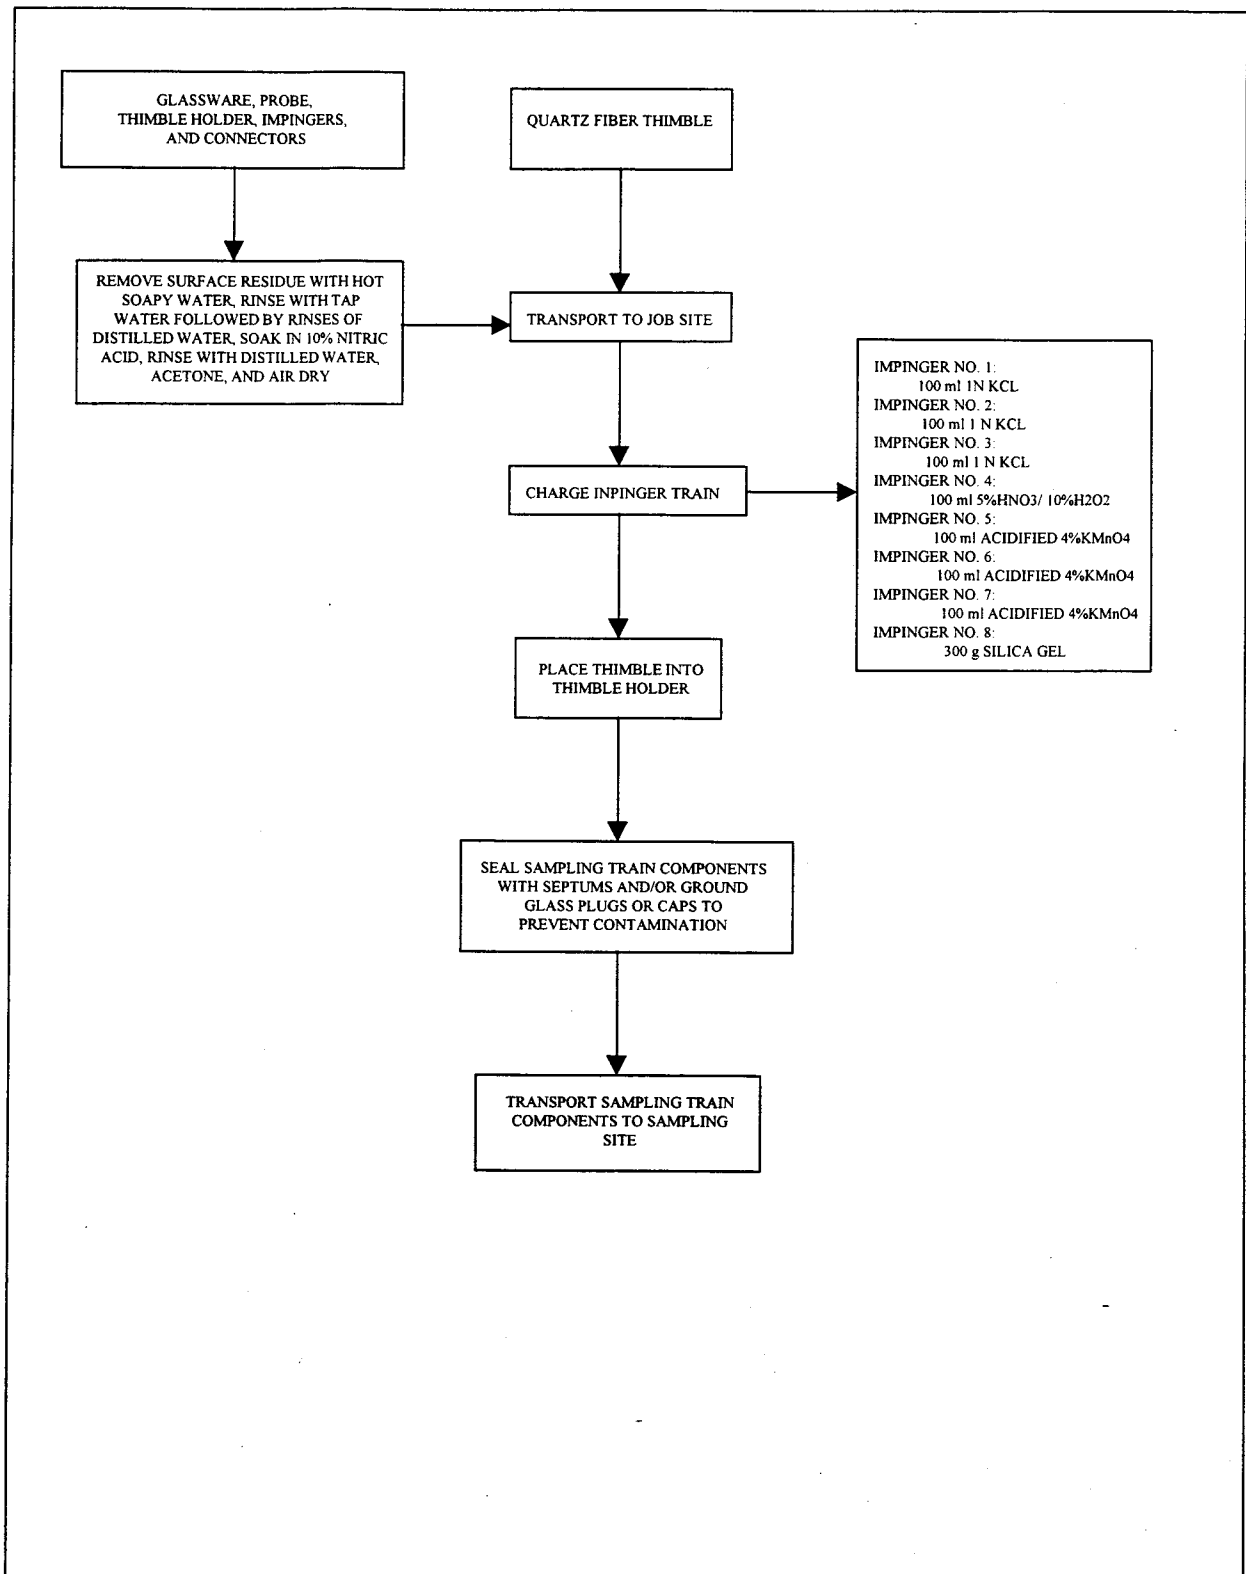 GLASSWARE, PROBE,
THIMBLE HOLDER, IMPINGERS,
AND CONNECTORS
QUARTZ FIBER THIMBLE
REMOVE SURFACE RESIDUE WITH HOT
SOAPY WATER, RINSE WITH TAP
WATER FOLLOWED BY RINSES OF
DISTILLED WATER, SOAK IN 10% NITRIC
ACID, RINSE WITH DISTILLED WATER,
ACETONE, AND AIR DRY
TRANSPORT TO JOB SITE
CHARGE INPINGER TRAIN
IMPINGER NO. 1:
100 ml 1N KCL
IMPINGER NO. 2:
100 ml 1 N KCL
IMPINGER NO. 3:
100 ml 1 N KCL
IMPINGER NO. 4:
100 ml 5%HNO3/ 10%H2O2
IMPINGER NO. 5:
100 ml ACIDIFIED 4%KMnO4
IMPINGER NO. 6:
100 ml ACIDIFIED 4%KMnO4
IMPINGER NO. 7:
100 ml ACIDIFIED 4%KMnO4
IMPINGER NO. 8:
300 g SILICA GEL
PLACE THIMBLE INTO
THIMBLE HOLDER
SEAL SAMPLING TRAIN COMPONENTS
WITH SEPTUMS AND/OR GROUND
GLASS PLUGS OR CAPS TO
PREVENT CONTAMINATION
TRANSPORT SAMPLING TRAIN
COMPONENTS TO SAMPLING
SITE